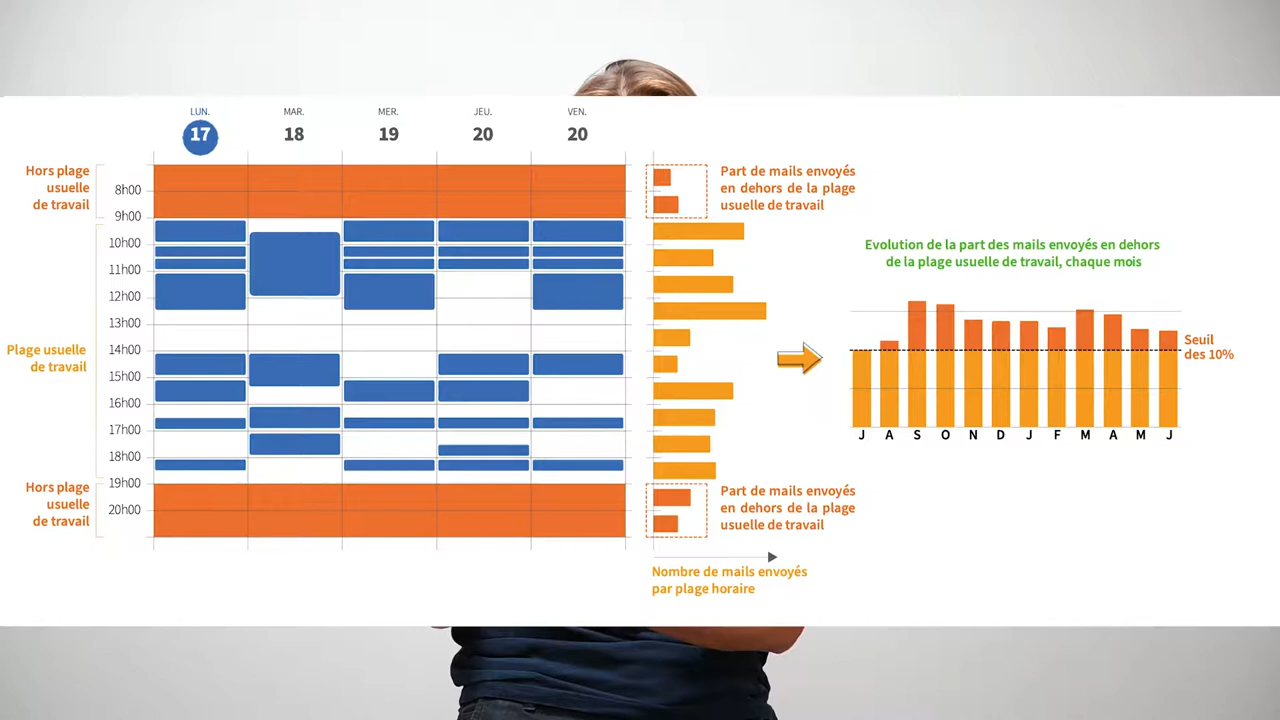 LUN. MAR. MER. JEU. VEN.
17 18 19 20 20
Hors plage
usuelle
de travail
8h00
9h00
10h00
11h00
12h00
13h00
14h00
15h00
16h00
17h00
18h00
19h00
20h00
Plage usuelle
de travail
Hors plage
usuelle
de travail
Part de mails envoyés
en dehors de la plage
usuelle de travail
Part de mails envoyés
en dehors de la plage
usuelle de travail
Nombre de mails envoyés
par plage horaire
Evolution de la part des mails envoyés en dehors
de la plage usuelle de travail, chaque mois
Seuil
des 10%
J A S O N D J F M A M J